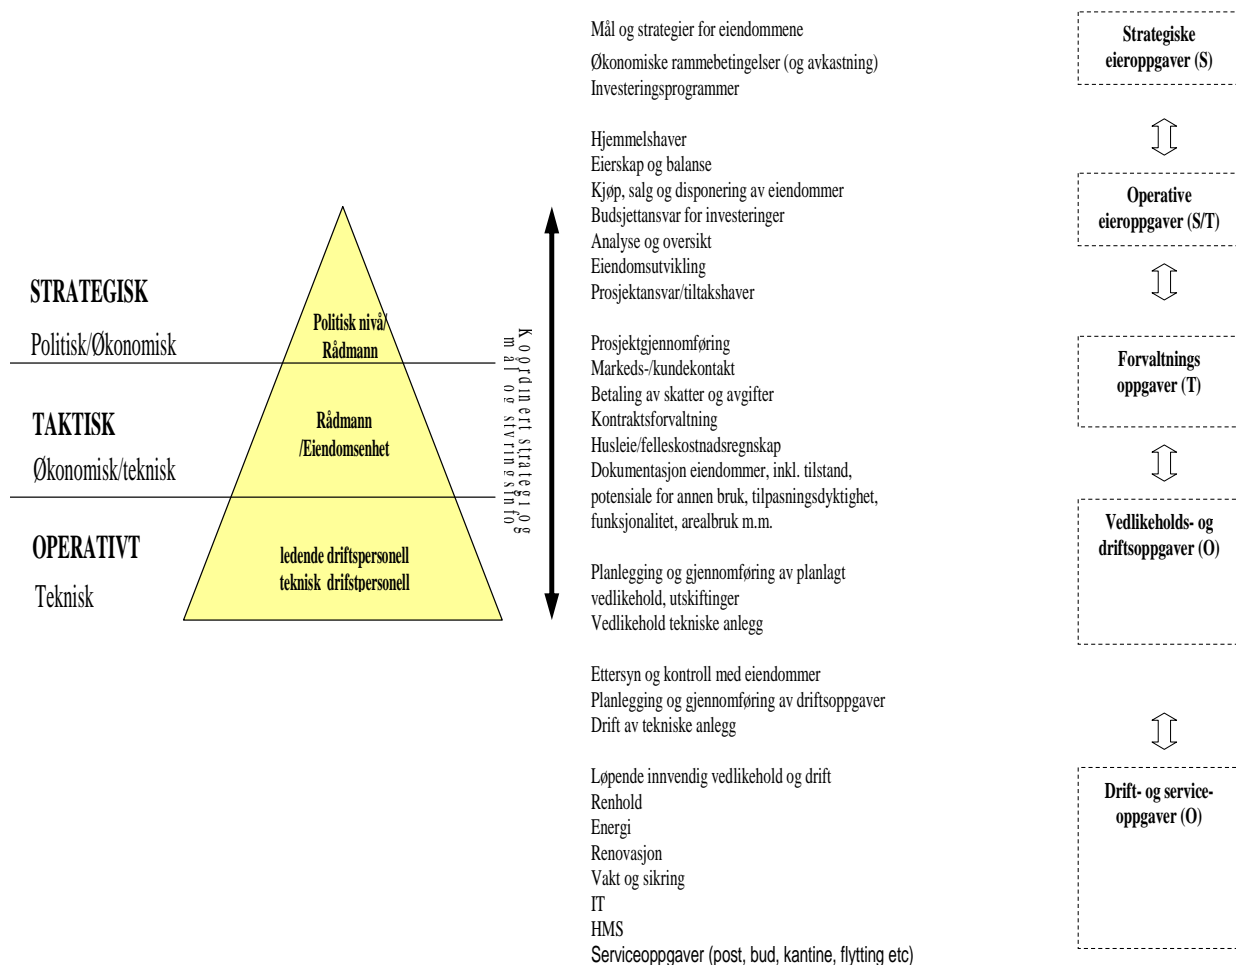 STRATEGISK
Politisk/Økonomisk
TAKTISK
Økonomisk/teknisk
OPERATIVT
Teknisk
Politisk nivå/
Rådmann
Rådmann
/Eiendomsenhet
ledende driftspersonell
teknisk drifstpersonell
Koordinert strategi og
mål og styringsinfo
Mål og strategier for eiendommene
Økonomiske rammebetingelser (og avkastning)
Investeringsprogrammer
Hjemmelshaver
Eierskap og balanse
Kjøp, salg og disponering av eiendommer
Budsjettansvar for investeringer
Analyse og oversikt
Eiendomsutvikling
Prosjektansvar/tiltakshaver
Prosjektgjennomføring
Markeds-/kundekontakt
Betaling av skatter og avgifter
Kontraktsforvaltning
Husleie/felleskostnadsregnskap
Dokumentasjon eiendommer, inkl. tilstand,
potensiale for annen bruk, tilpasningsdyktighet,
funksjonalitet, arealbruk m.m.
Planlegging og gjennomføring av planlagt
vedlikehold, utskiftinger
Vedlikehold tekniske anlegg
Ettersyn og kontroll med eiendommer
Planlegging og gjennomføring av driftsoppgaver
Drift av tekniske anlegg
Løpende innvendig vedlikehold og drift
Renhold
Energi
Renovasjon
Vakt og sikring
IT
HMS
Serviceoppgaver (post, bud, kantine, flytting etc)
Strategiske
eieroppgaver (S)
Operative
eieroppgaver (S/T)
Forvaltnings
oppgaver (T)
Vedlikeholds- og
driftsoppgaver (O)
Drift- og service-
oppgaver (O)